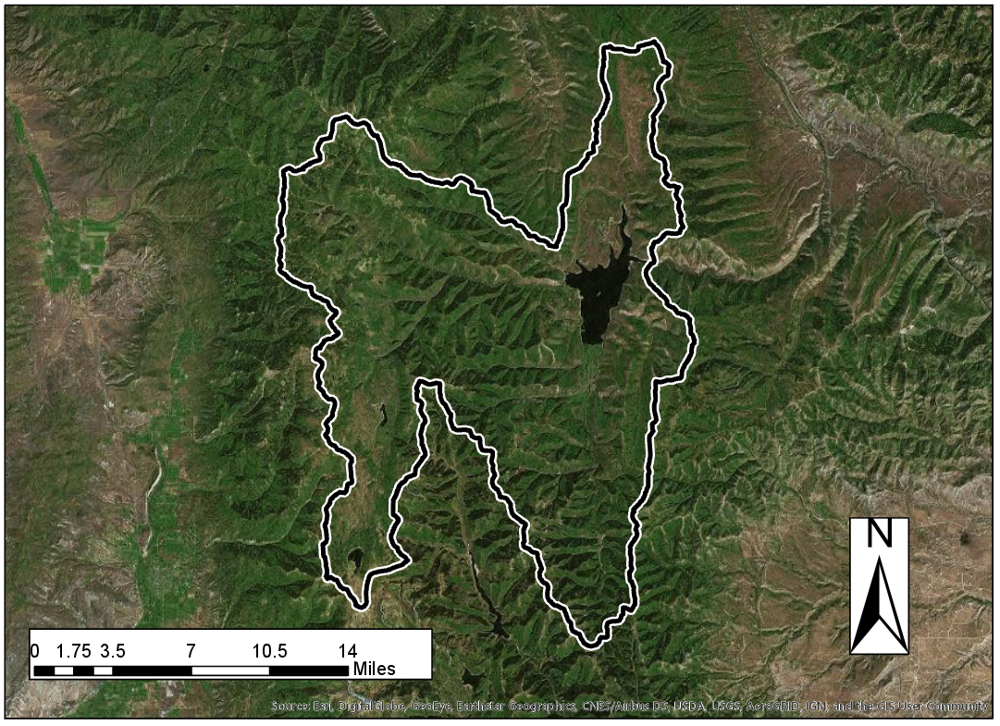 N
0 1.75 3.5 7 10.5 14
Miles
Source: Esri, DigitalGlobe, GeoEye, Earthstar Geographics, CNES/Airbus DS, USDA, USGS, AeroGRID, IGN, and the GIS User Community